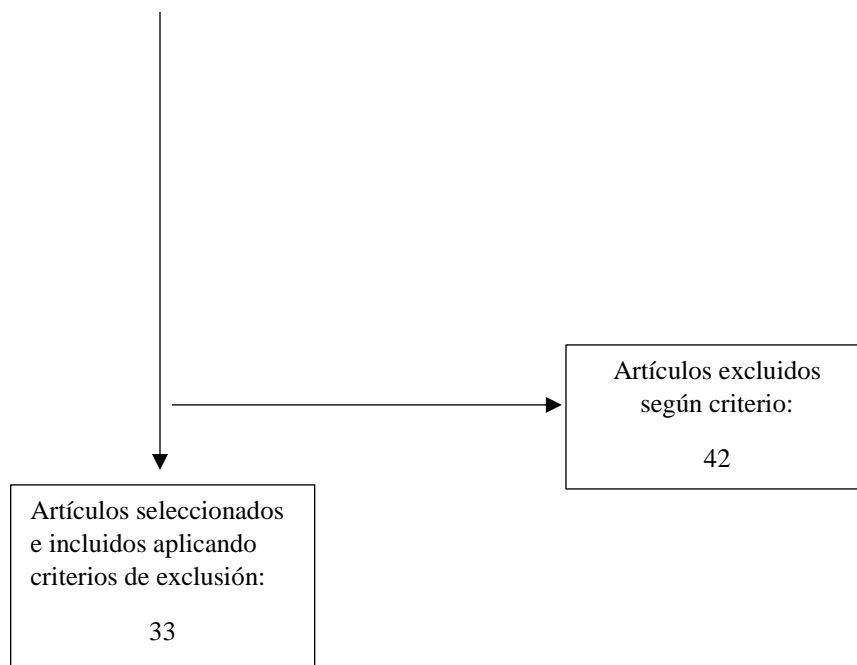 Artículos excluidos
según criterio:
42
Artículos seleccionados
e incluidos aplicando
criterios de exclusión:
33